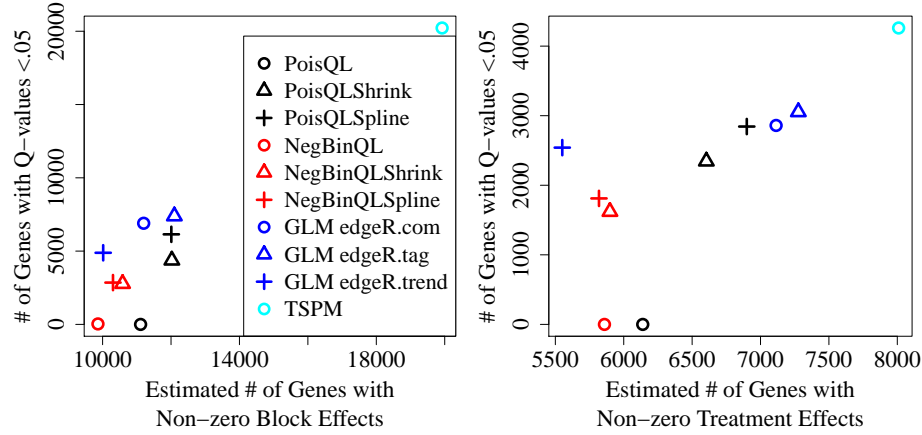 # of Genes with Q−values <.05
20000
10000
5000
0
PoisQL
PoisQLShrink
PoisQLSpline
NegBinQL
NegBinQLShrink
NegBinQLSpline
GLM edgeR.com
GLM edgeR.tag
GLM edgeR.trend
TSPM
10000 14000 18000
Estimated # of Genes with
Non−zero Block Effects
# of Genes with Q−values <.05
4000
3000
2000
1000
0
5500 6000 6500 7000 7500 8000
Estimated # of Genes with
Non−zero Treatment Effects